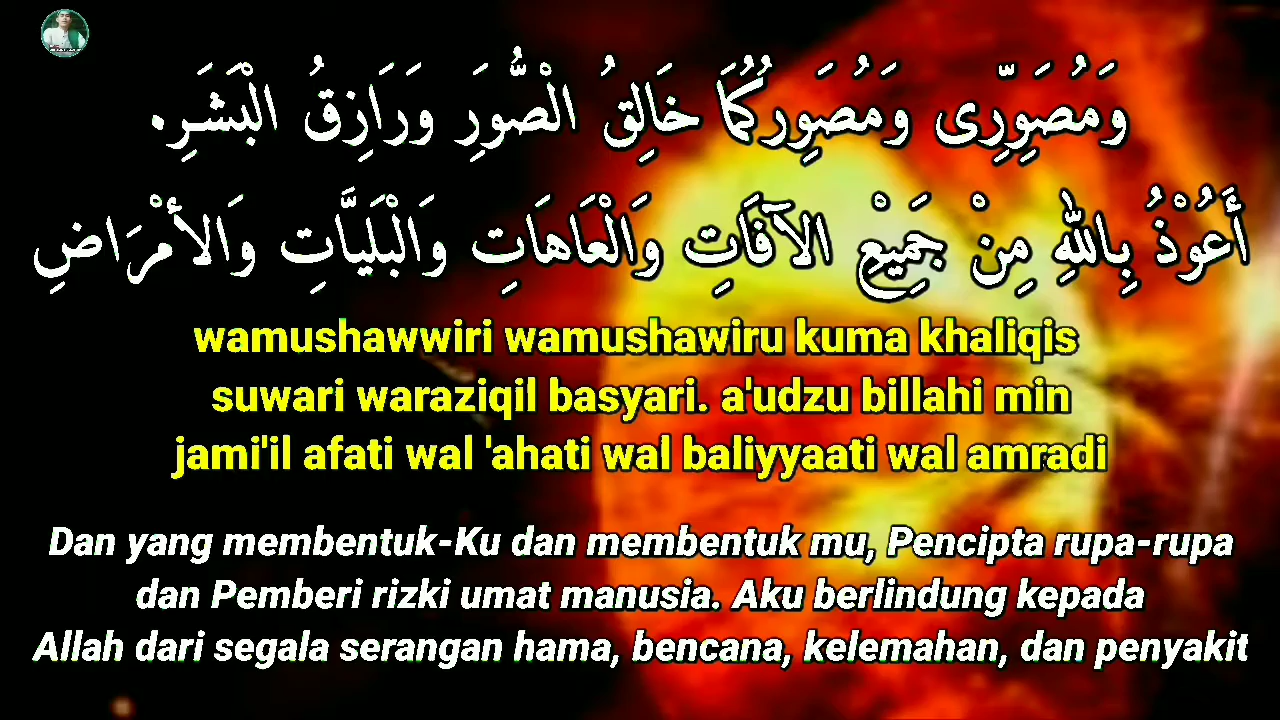 وَمُصَوِّرِى وَمُصَوِرُكُمَا خَالِقُ الْصُّوَرِ وَرَازِقُ الْبَشَرِ.
أَعُوْذُ بِاللهِ مِنْ جَمِيْعِ الآفَاتِ وَالْعَاهَاتِ وَالْبَلَيَّاتِ وَالأَمْرَاضِ
wamushawwiri wamushawiru kuma khaliqis
suwari waraziqil basyari. a'udzu billahi min
jami'il afati wal 'ahati wal baliyyaati wal amradi
Dan yang membentuk-Ku dan membentuk mu, Pencipta rupa-rupa
dan Pemberi rizki umat manusia. Aku berlindung kepada
Allah dari segala serangan hama, bencana, kelemahan, dan penyakit